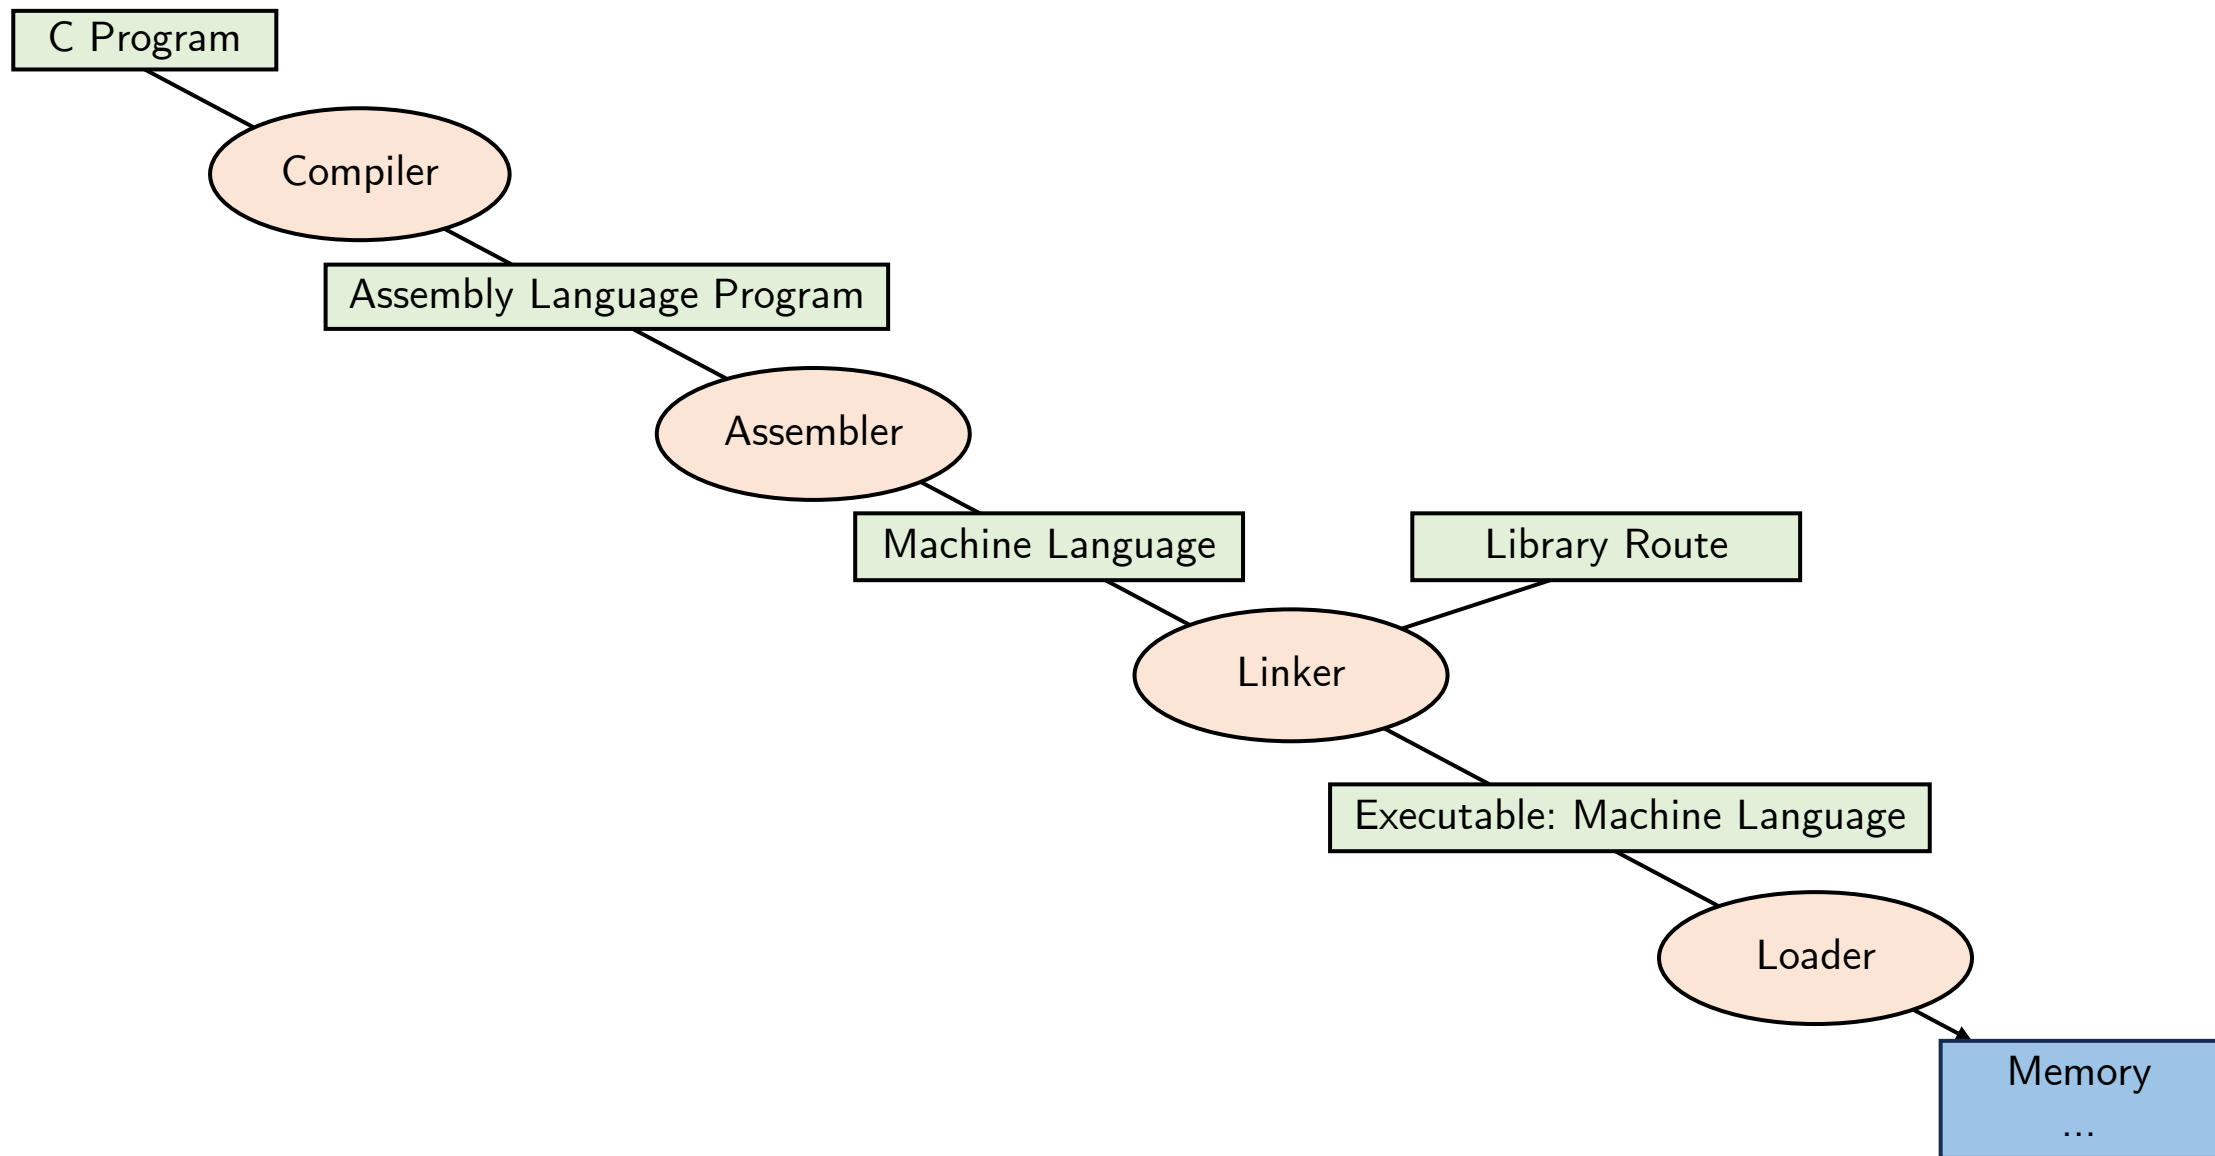 C Program
Compiler
Assembly Language Program
Assembler
Machine Language
Library Route
Linker
Executable: Machine Language
Loader
Memory
...